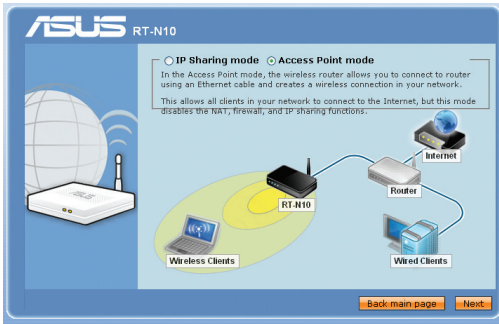 ASUS RT-N10
IP Sharing mode Access Point mode
In the Access Point mode, the wireless router allows you to connect to router
using an Ethernet cable and creates a wireless connection in your network.
This allows all clients in your network to connect to the Internet, but this mode
disables the NAT, firewall, and IP sharing functions.
Internet
Router
RT-N10
Wireless Clients
Wired Clients
Back main page Next